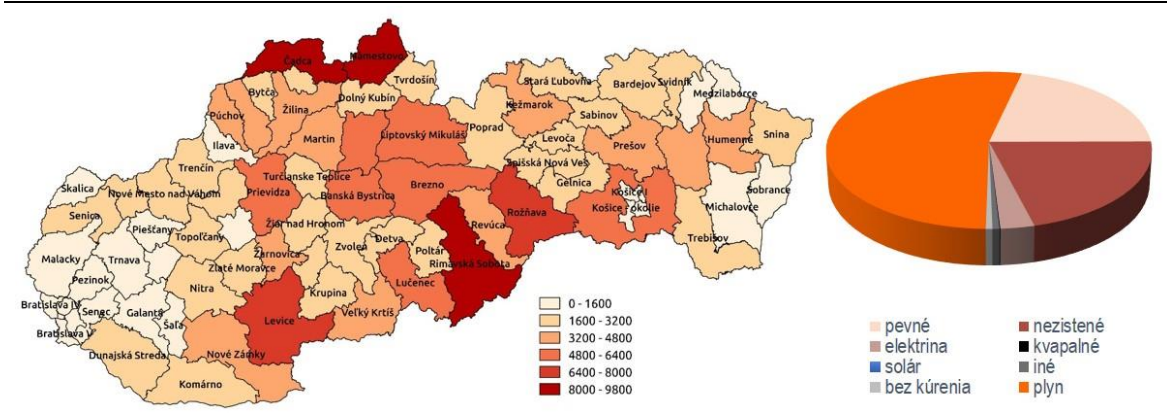 Čadca
Námestovo
Tvrdošín
Bytča
Dolný Kubín
Stará Ľubovňa
Bardejov
Svidník
Medzilaborce
Púchov
Žilina
Kežmarok
Sabinov
Ilava
Martin
Liptovský Mikuláš
Poprad
Levoča
Prešov
Humenné
Snina
Trenčín
Turčianske Teplice
Spišská Nová Ves
Gelnica
Skalica
Nové Mesto nad Váhom
Prievidza
Banská Bystrica
Brezno
Rožňava
Košice I
Košice - okolie
Sobrance
Michalovce
Senica
Piešťany
Topoľčany
Žiar nad Hronom
Revúca
Detva
Zvolen
Poltár
Trebišov
Malacky
Trnava
Žarnovica
Zlaté Moravce
Rimavská Sobota
Pezinok
Nitra
Krupina
Lučenec
Bratislava IV
Senec
Galanta
Šaľa
Levice
Veľký Krtíš
Bratislava V
Dunajská Streda
Nové Zámky
Komárno
0 - 1600
1600 - 3200
3200 - 4800
4800 - 6400
6400 - 8000
8000 - 9800
pevné
nezistené
elektrina
kvapalné
solár
iné
bez kúrenia
plyn